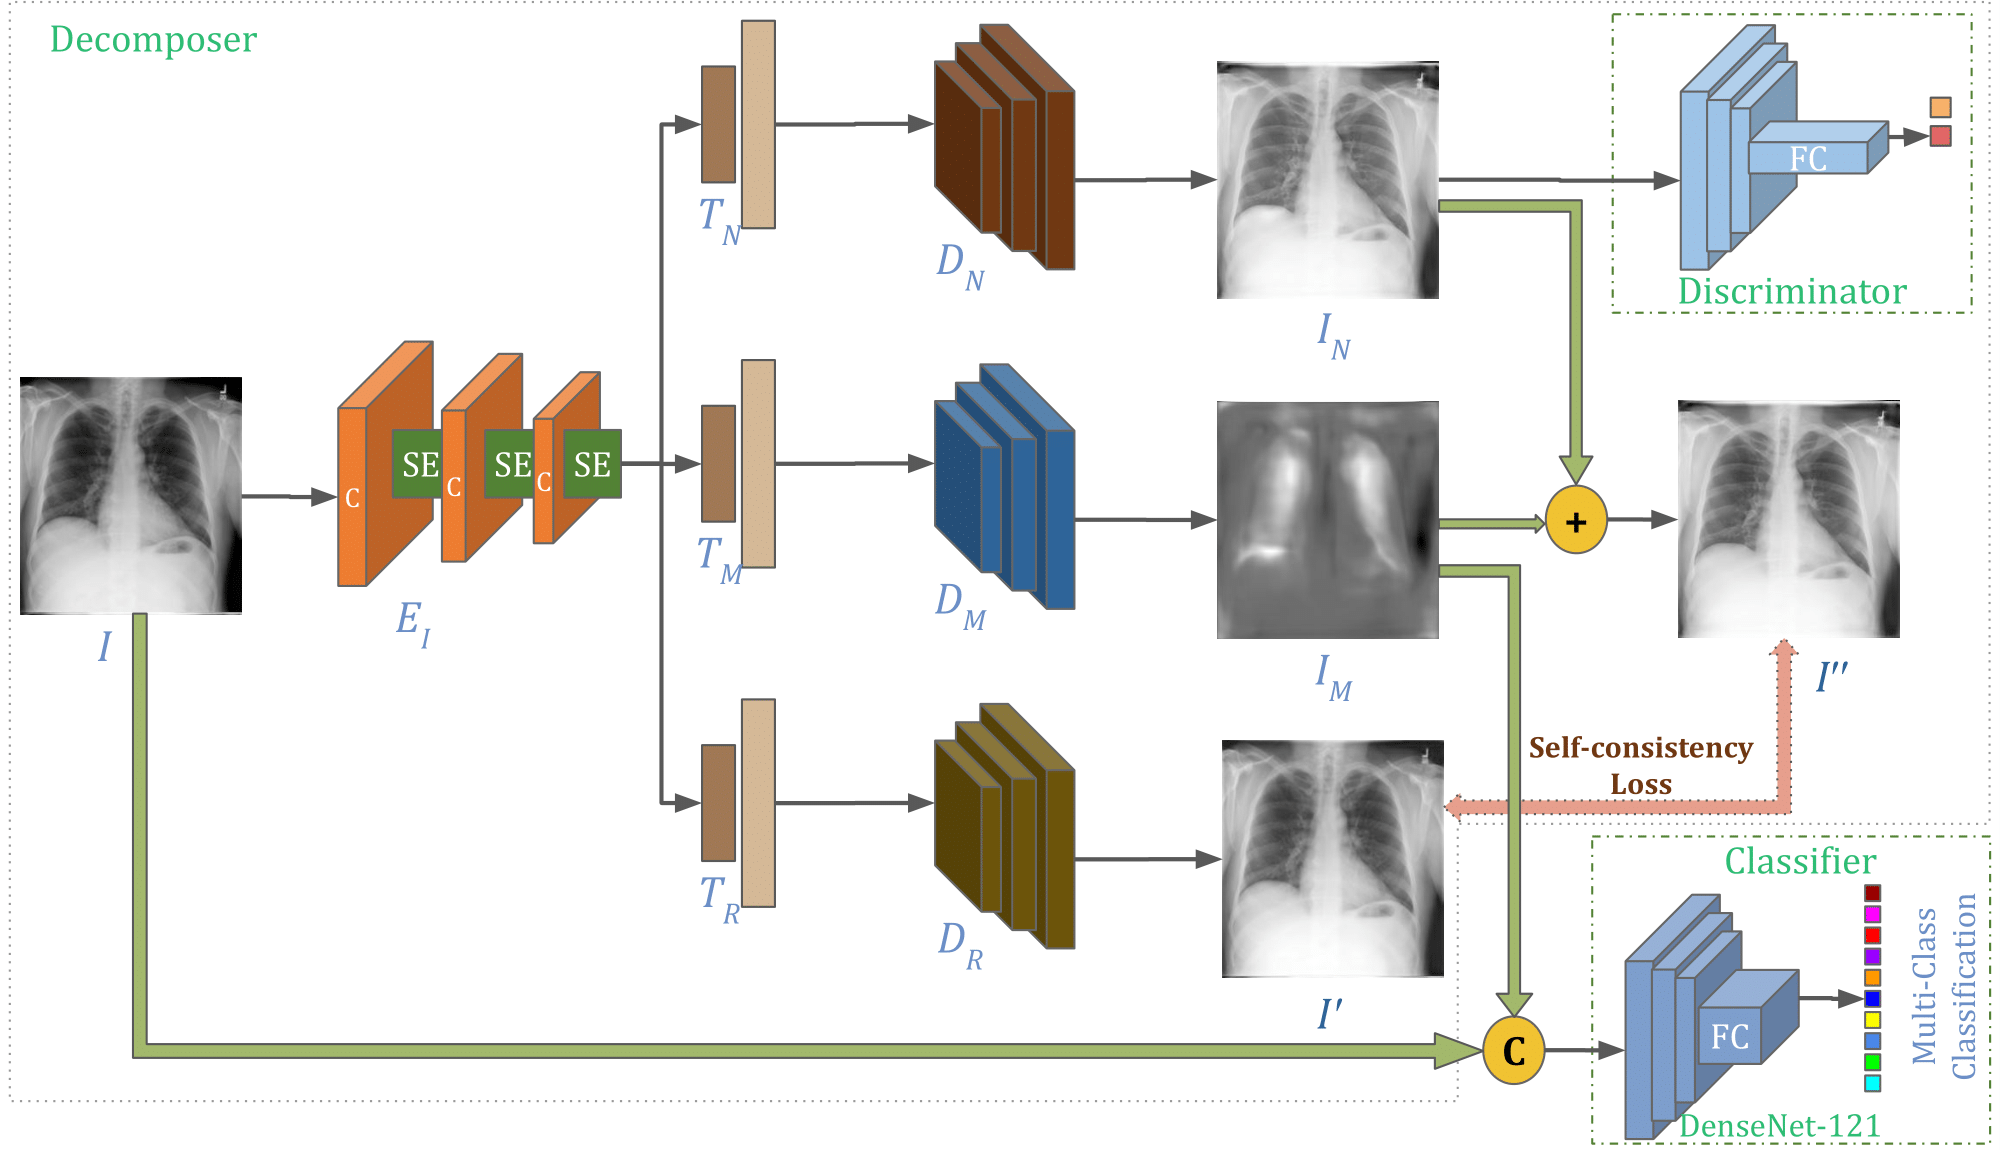 Decomposer
T_N
D_N
I_N
FC
Discriminator
I
C
SE
C
SE
C
SE
E_I
T_M
D_M
I_M
+
I″
Self-consistency
Loss
T_R
D_R
I′
C
Classifier
FC
Multi-Class
Classification
DenseNet-121